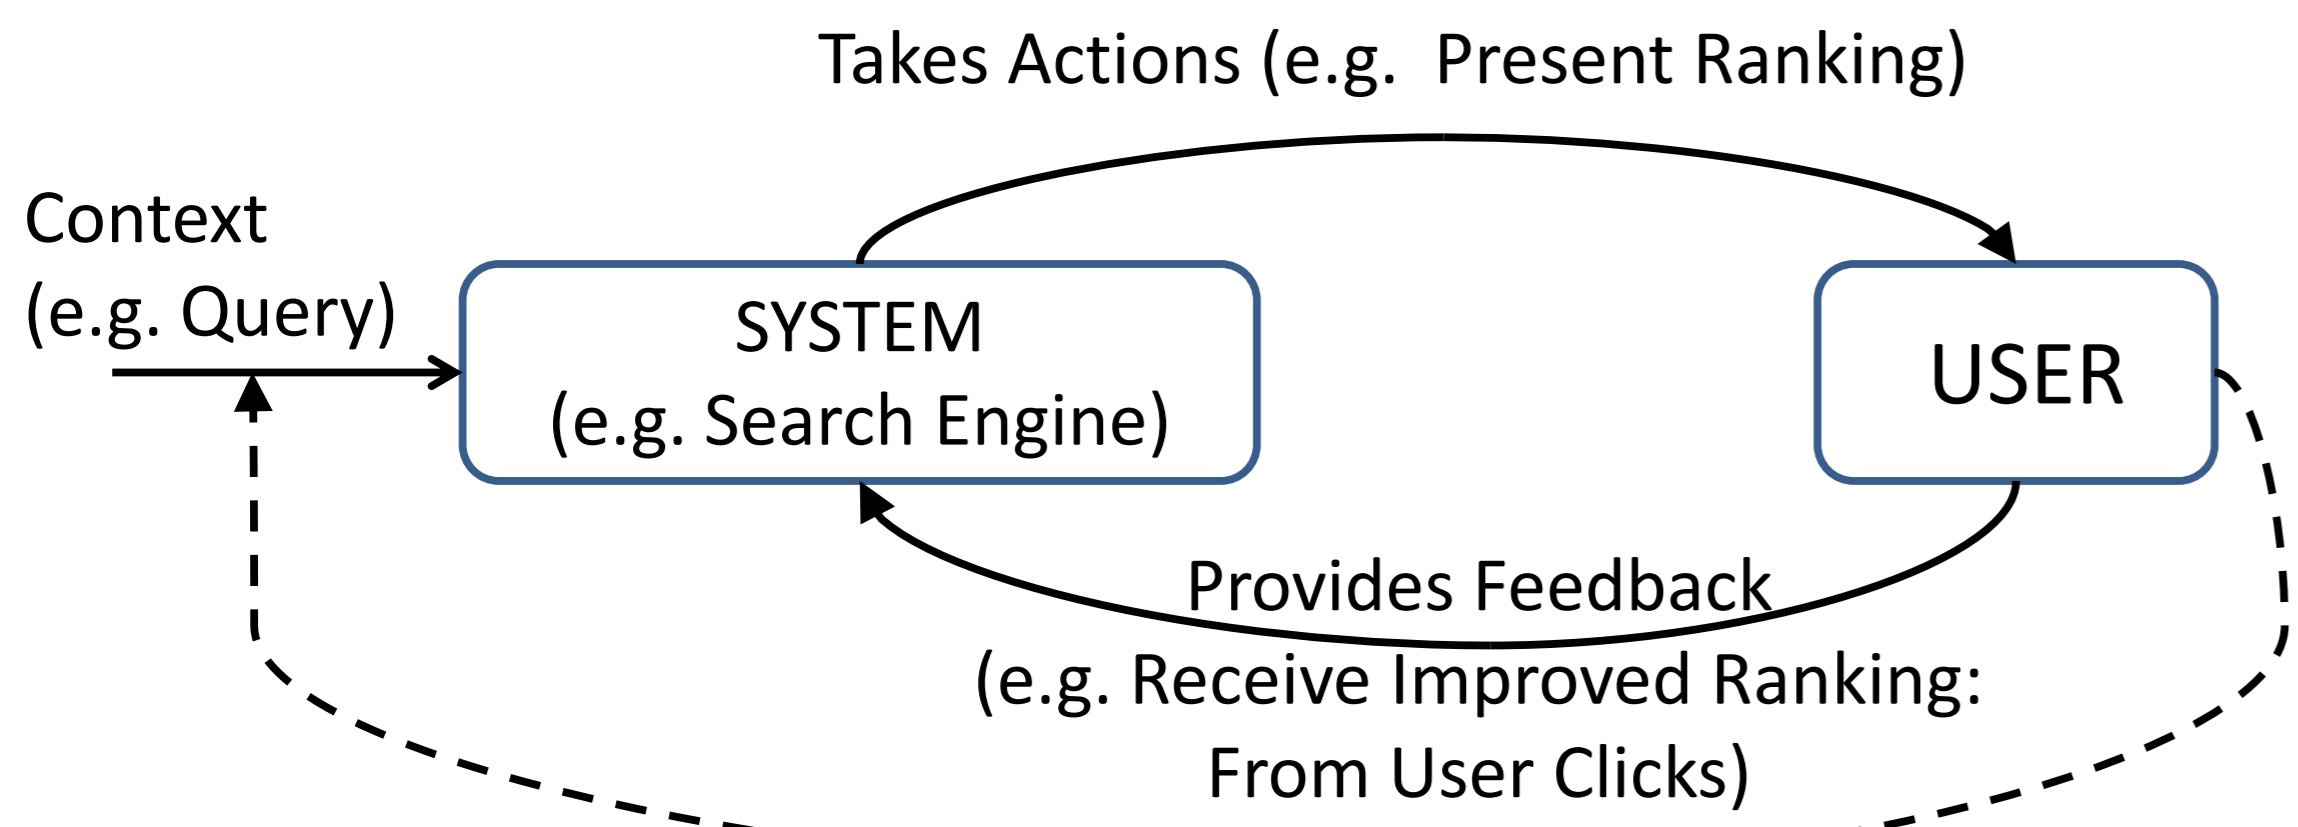 Takes Actions (e.g.  Present Ranking)
Context
(e.g. Query)
SYSTEM
(e.g. Search Engine)
USER
Provides Feedback
(e.g. Receive Improved Ranking:
From User Clicks)